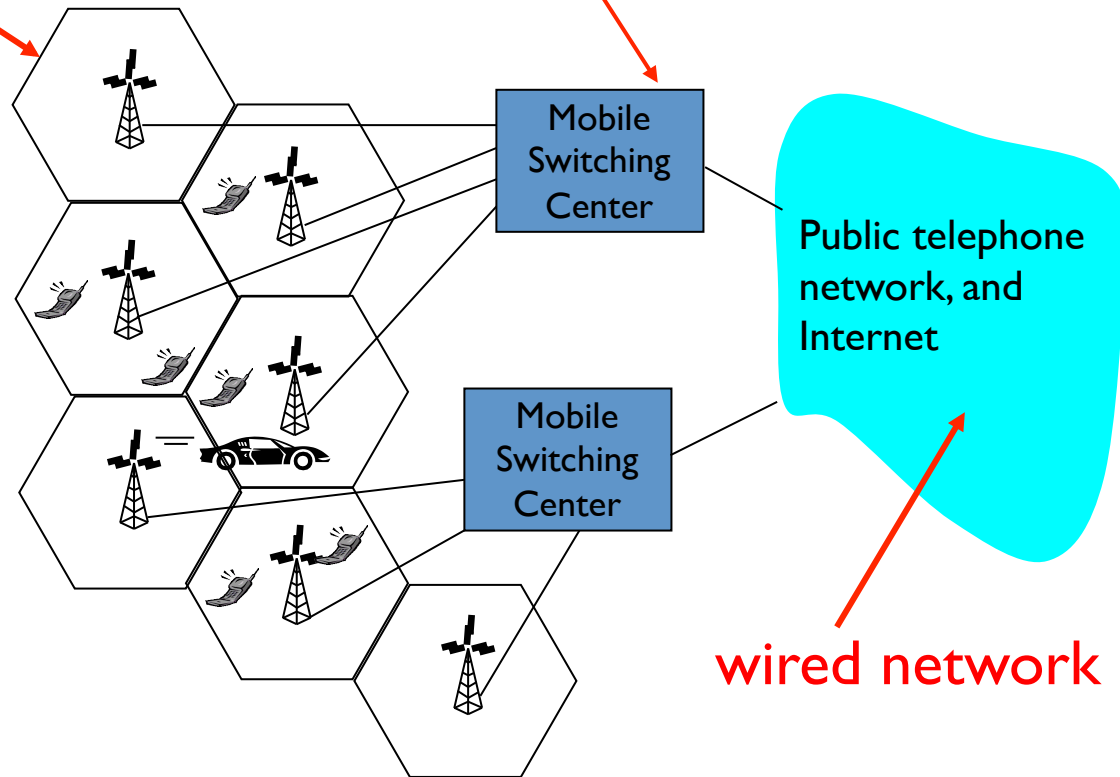 Mobile
Switching
Center
Public telephone
network, and
Internet
Mobile
Switching
Center
wired network